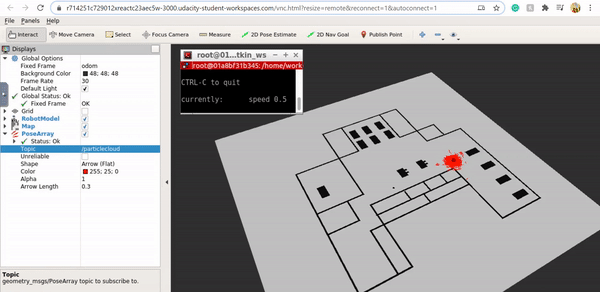 r714251c729012xreactc23aec5w-3000.udacity-student-workspaces.com/vnc.html?resize=remote&reconnect=1&autoconnect=1
File Panels Help
Interact Move Camera Select Focus Camera Measure 2D Pose Estimate 2D Nav Goal Publish Point
Displays
Global Options
Fixed Frame odom
Background Color 48; 48; 48
Frame Rate 30
Default Light
Global Status: Ok
Fixed Frame OK
Grid
RobotModel
Map
PoseArray
Status: Ok
Topic /particlecloud
Unreliable
Shape Arrow (Flat)
Color 255; 25; 0
Alpha 1
Arrow Length 0.3
Topic
geometry_msgs/PoseArray topic to subscribe to.
root@01...tkin_ws
root@01a8bf31b345: /home/work
CTRL-C to quit
currently: speed 0.5